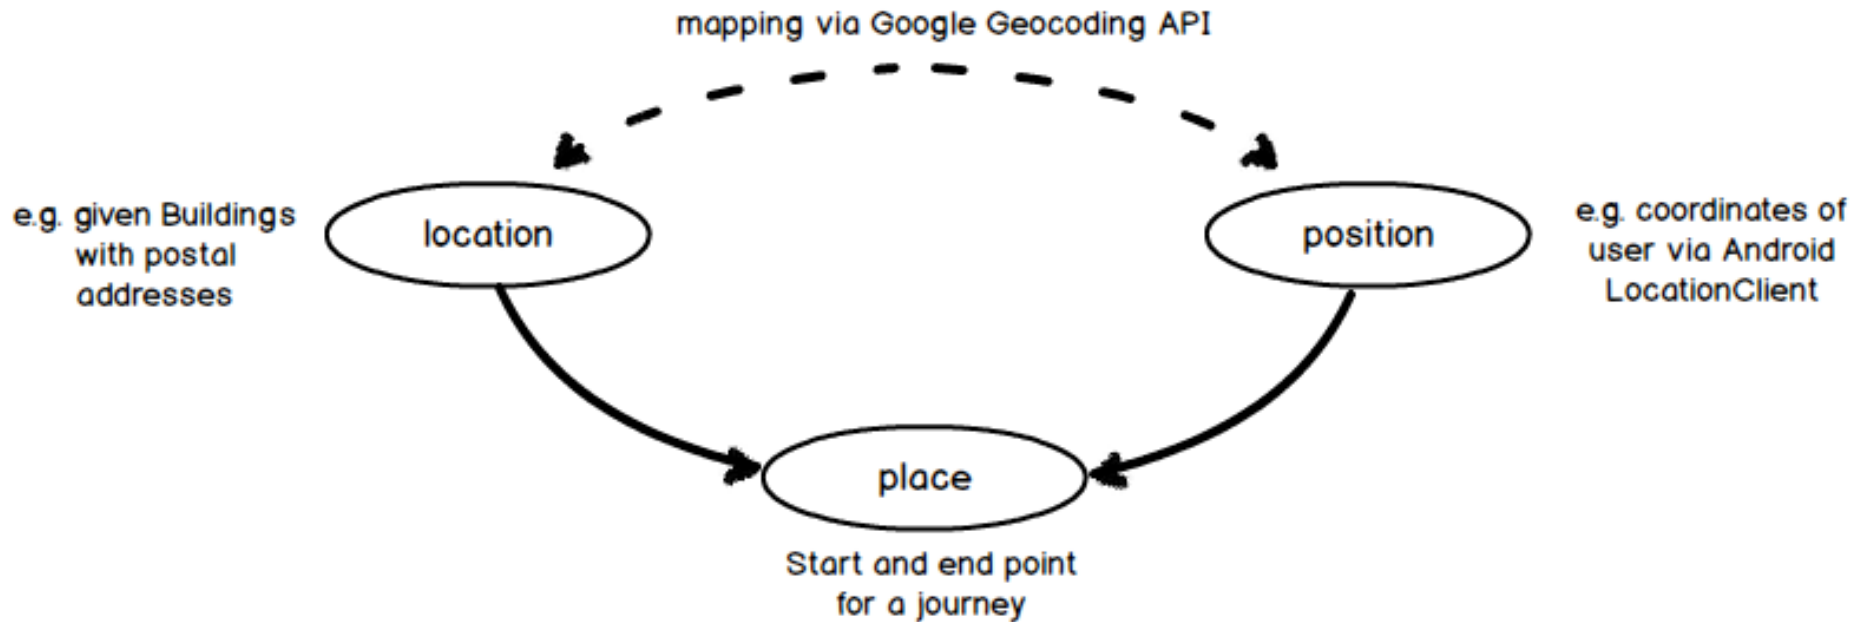 mapping via Google Geocoding API
e.g. given Buildings
with postal
addresses
location
position
e.g. coordinates of
user via Android
LocationClient
place
Start and end point
for a journey